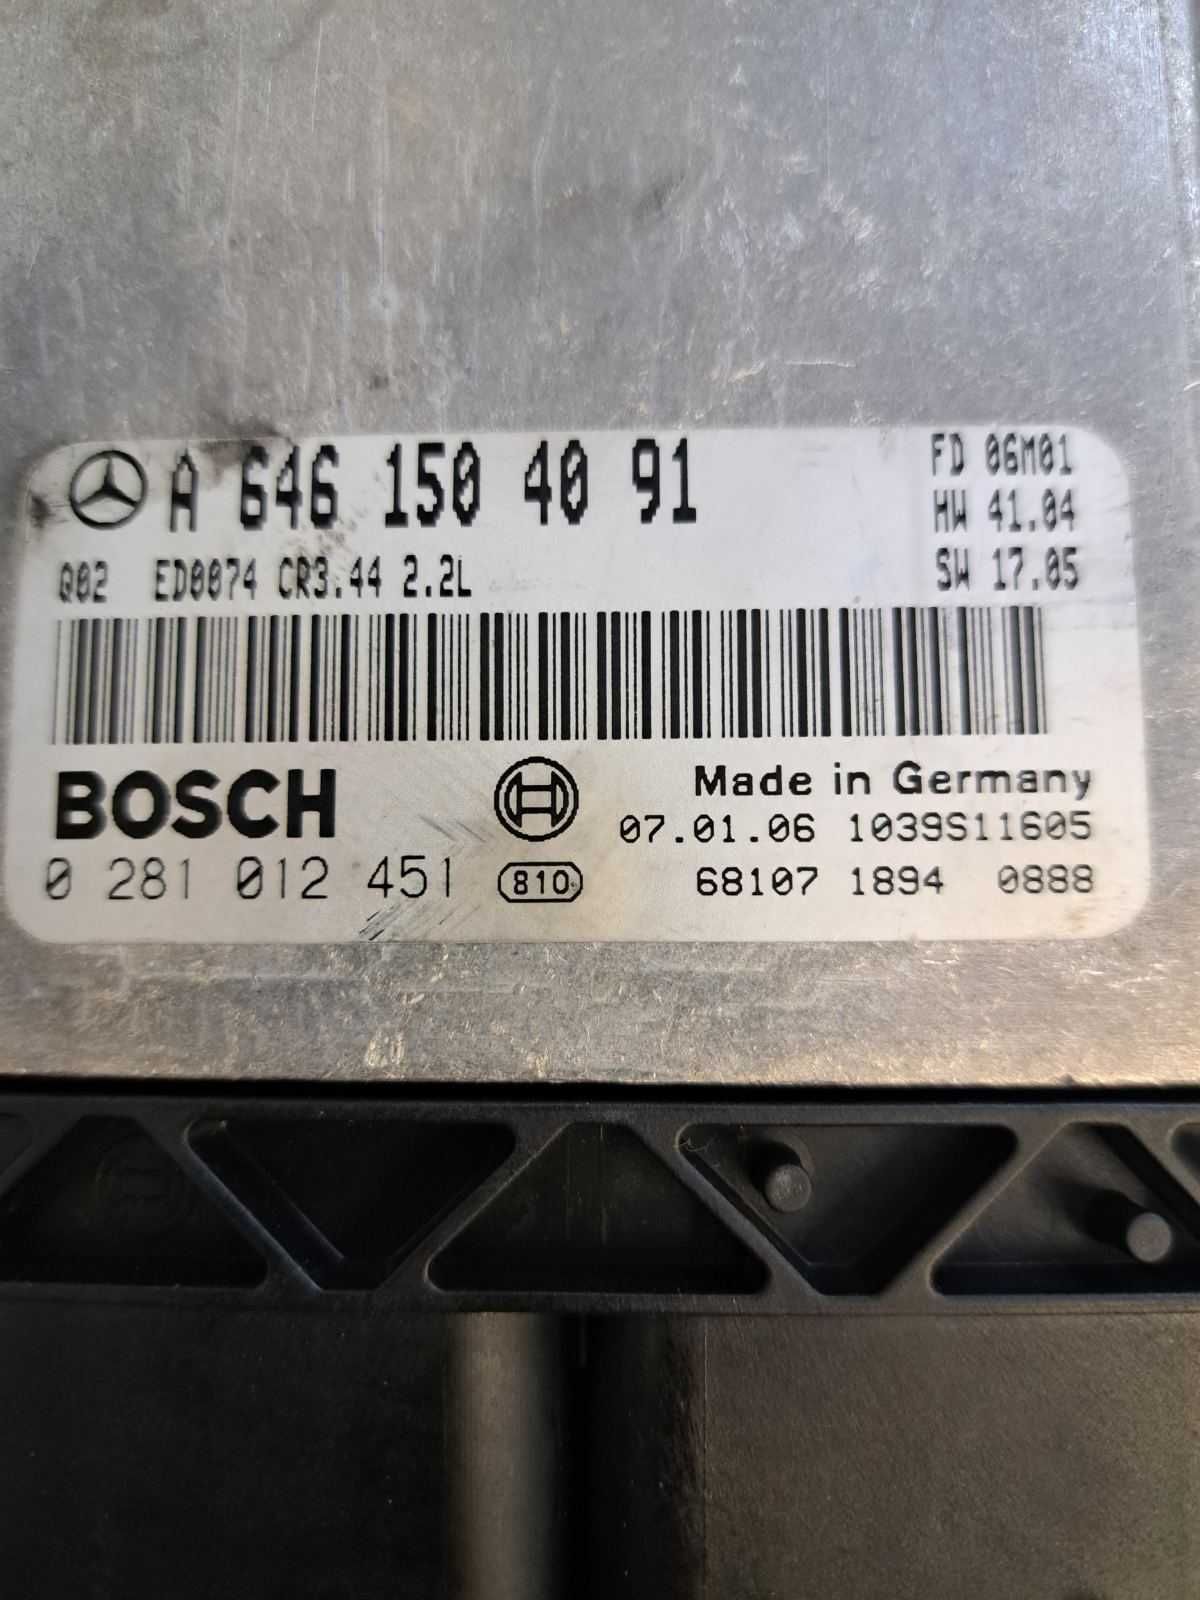 A 646 150 40 91
FD 06M01
HW 41.04
SW 17.05
Q02 ED0074 CR3.44 2.2L
BOSCH
Made in Germany
07.01.06 1039S11605
0 281 012 451
810
68107 1894 0888